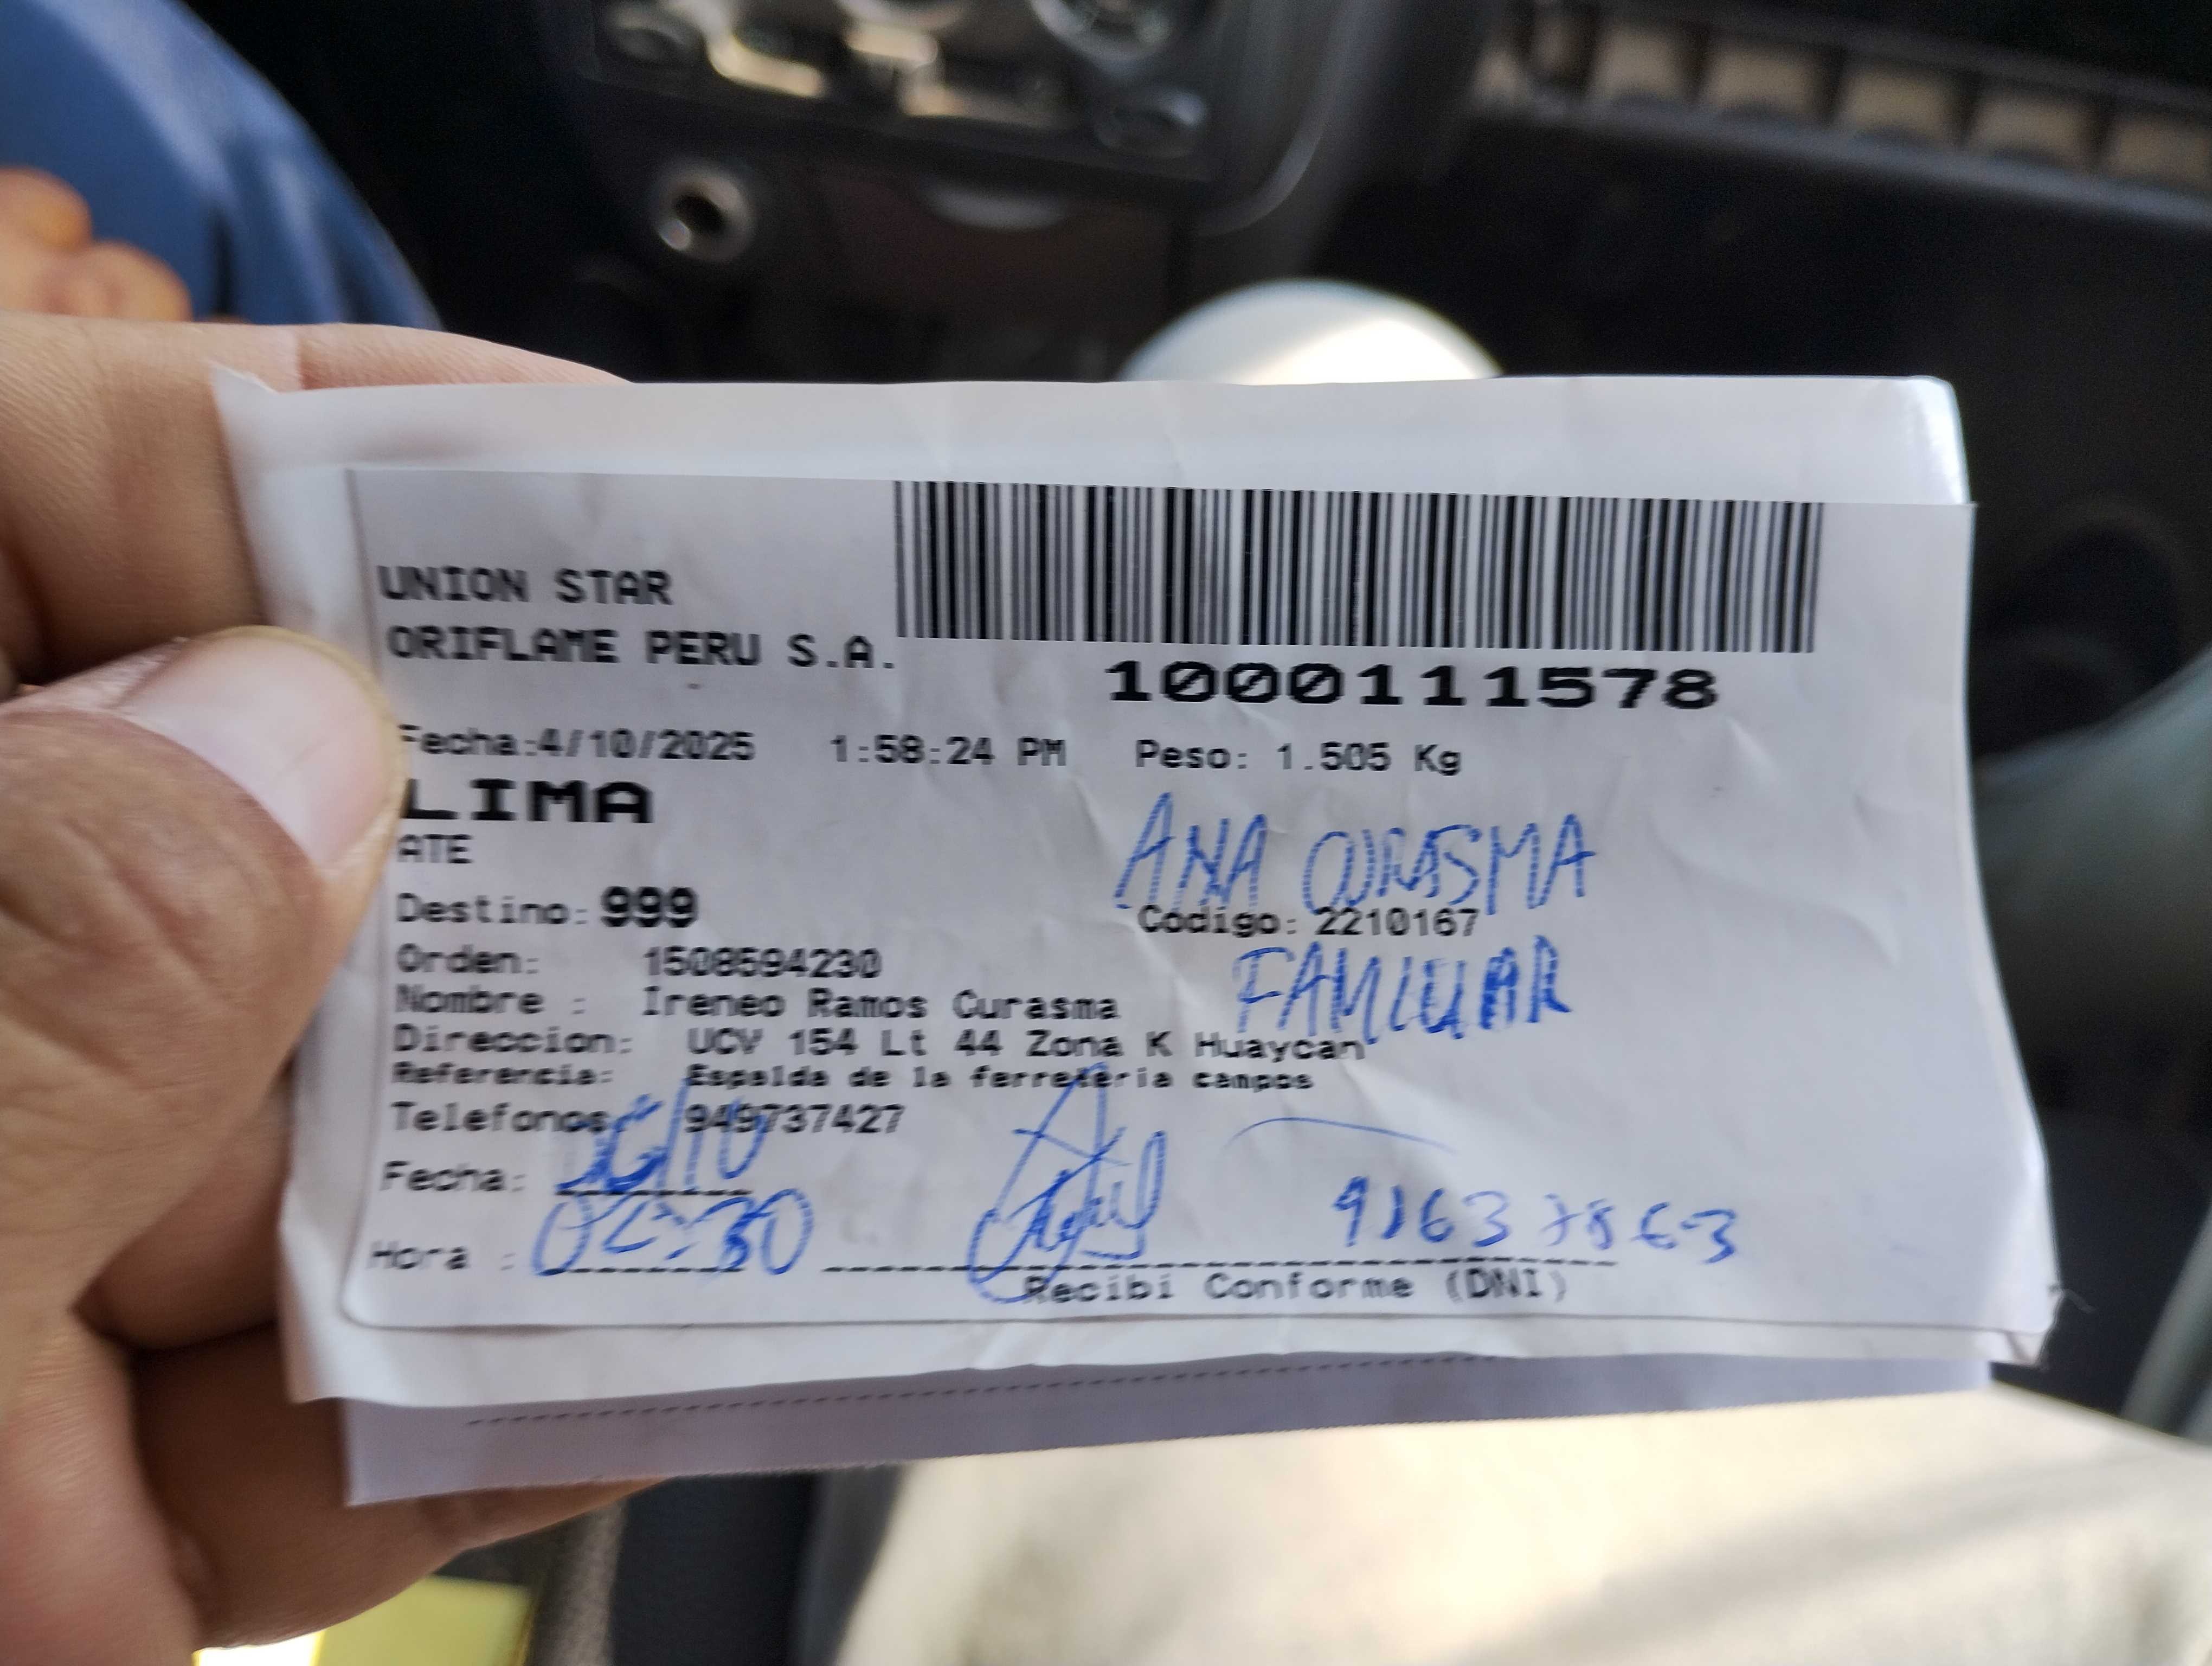 UNION STAR
ORIFLAME PERU S.A.
1000111578
Fecha:4/10/2025 1:58:24 PM Peso: 1.505 Kg
LIMA
ATE
ANA CURASMA
Destino: 999 Codigo: 2210167
Orden: 1508594230
FAMILIAR
Nombre : Ireneo Ramos Curasma
Direccion: UCV 154 Lt 44 Zona K Huaycan
Referencia: Espalda de la ferreteria campos
Telefonos 949737427
Fecha: 06/10
Hora : 02:30
Recibi Conforme (DNI)